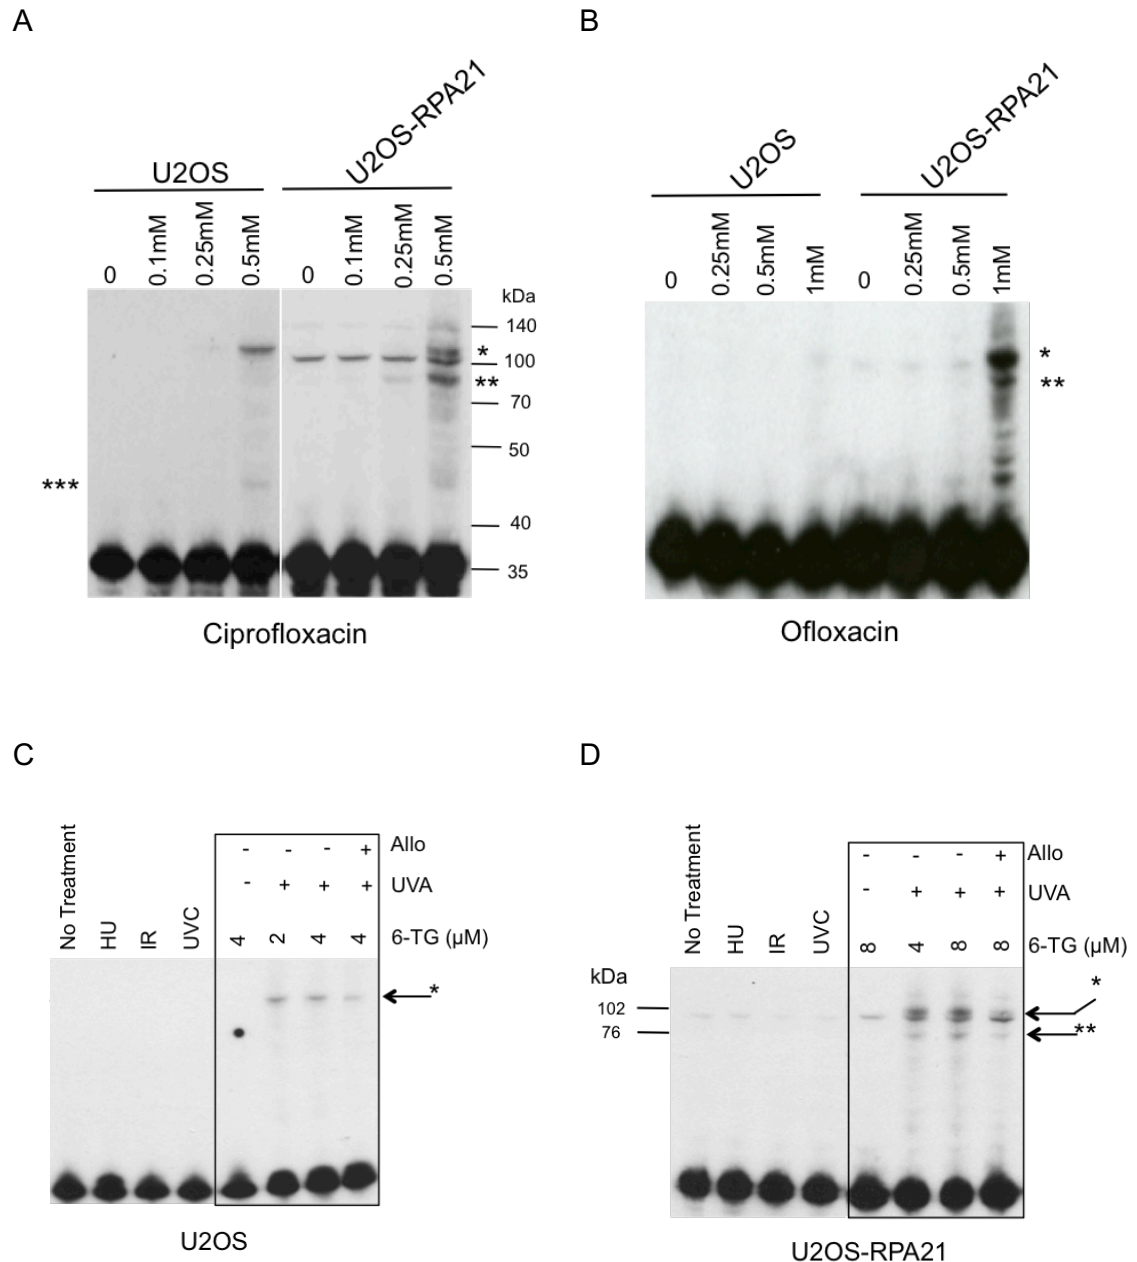 A
B
U2OS
U2OS-RPA21
U2OS
U2OS-RPA21
0
0.1mM
0.25mM
0.5mM
0
0.1mM
0.25mM
0.5mM
0
0.25mM
0.5mM
1mM
0
0.25mM
0.5mM
1mM
kDa
140
*
100
**
70
50
***
40
35
*
**
Ciprofloxacin
Ofloxacin
C
D
No Treatment
HU
IR
UVC
- - - + Allo
- + + + UVA
4 2 4 4 6-TG (µM)
*
U2OS
No Treatment
HU
IR
UVC
- - - + Allo
- + + + UVA
8 4 8 8 6-TG (µM)
kDa
102
76
*
**
U2OS-RPA21